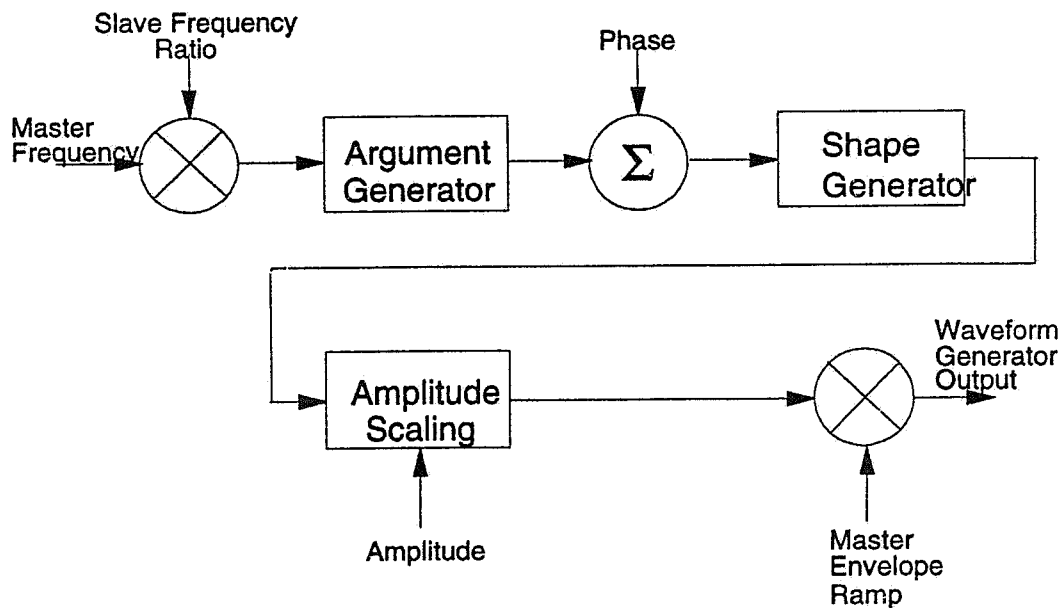 Slave Frequency
Ratio
Phase
Master
Frequency
Argument
Generator
Σ
Shape
Generator
Waveform
Generator
Output
Amplitude
Scaling
Amplitude
Master
Envelope
Ramp